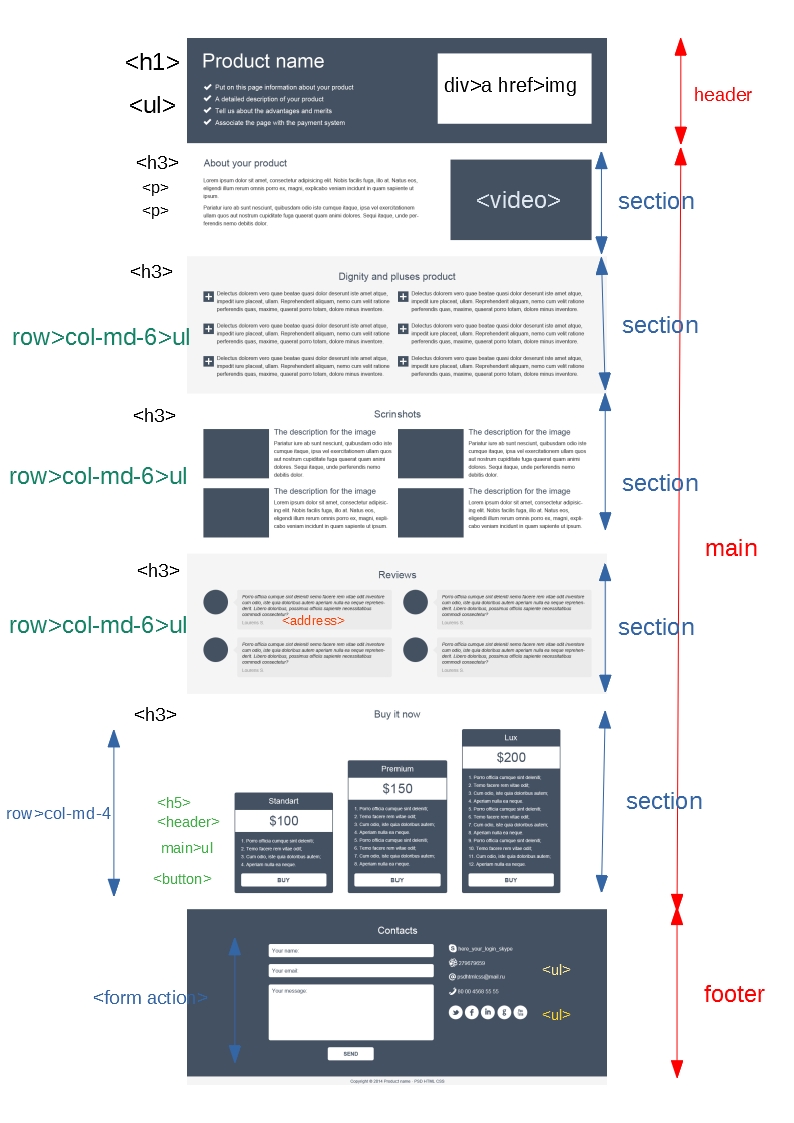 <h1>
Product name
<ul>
Put on this page information about your product
A detailed description of your product
Tell us about the advantages and merits
Associate the page with the payment system
div>a href>img
header
<h3>
About your product
<p>
Lorem ipsum dolor sit amet, consectetur adipisicing elit. Nobis facilis fuga, illo at. Natus eos,
eligendi illum rerum omnis porro ex, magni, explicabo veniam incidunt in quam sapiente ut
ipsum.
<p>
Pariatur iure ab sunt nesciunt, quibusdam odio iste cumque itaque, ipsa vel exercitationem
ullam quos aut nostrum cupiditate fuga quaerat quam animi dolores. Sequi itaque, unde per-
ferendis nemo debitis dolor.
<video>
section
<h3>
Dignity and pluses product
row>col-md-6>ul
Delectus dolorem vero quae beatae quasi dolor deserunt iste amet atque,
impedit iure placeat, ullam. Reprehenderit aliquam, nemo cum velit ratione
perferendis quas, maxime, quaerat porro totam, dolore minus inventore.
Delectus dolorem vero quae beatae quasi dolor deserunt iste amet atque,
impedit iure placeat, ullam. Reprehenderit aliquam, nemo cum velit ratione
perferendis quos, maxime, quaerat porro totam, dolore minus inventore.
Delectus dolorem vero quae beatae quasi dolor deserunt iste amet atque,
impedit iure placeat, ullam. Reprehenderit aliquam, nemo cum velit ratione
perferendis quas, maxime, quaerat porro totam, dolore minus inventore.
Delectus dolorem vero quae beatae quasi dolor deserunt iste amet atque,
impedit iure placeat, ullam. Reprehenderit aliquam, nemo cum velit ratione
perferendis quos, maxime, quaerat porro totam, dolore minus inventore.
Delectus dolorem vero quae beatae quasi dolor deserunt iste amet atque,
impedit iure placeat, ullam. Reprehenderit aliquam, nemo cum velit ratione
perferendis quas, maxime, quaerat porro totam, dolore minus inventore.
Delectus dolorem vero quae beatae quasi dolor deserunt iste amet atque,
impedit iure placeat, ullam. Reprehenderit aliquam, nemo cum velit ratione
perferendis quos, maxime, quaerat porro totam, dolore minus inventore.
section
<h3>
Scrinshots
row>col-md-6>ul
The description for the image
Pariatur iure ab sunt nesciunt, quibusdam odio iste
cumque itaque, ipsa vel exercitationem ullam quos
aut nostrum cupiditate fuga quaerat quam animi
dolores. Sequi itaque, unde perferendis nemo
debitis dolor.
The description for the image
Pariatur iure ab sunt nesciunt, quibusdam odio iste
cumque itaque, ipsa vel exercitationem ullam quos
aut nostrum cupiditate fuga quaerat quam animi
dolores. Sequi itaque, unde perferendis nemo
debitis dolor.
The description for the image
Lorem ipsum dolor sit amet, consectetur adipisic-
ing elit. Nobis facilis fuga, illo at. Natus eos,
eligendi illum rerum omnis porro ex, magni, expli-
cabo veniam incidunt in quam sapiente ut ipsum.
The description for the image
Lorem ipsum dolor sit amet, consectetur adipisic-
ing elit. Nobis facilis fuga, illo at. Natus eos,
eligendi illum rerum omnis porro ex, magni, expli-
cabo veniam incidunt in quam sapiente ut ipsum.
section
main
<h3>
Reviews
row>col-md-6>ul
Porro officia cumque sint deleniti nemo facere rem vitae odit inventore
cum odio, iste quia doloribus autem aperiam nulla ea neque reprehen-
derit. Libero doloribus, possimus officiis sapiente necessitatibus
commodi consectetur?
Lourens S.
<address>
Porro officia cumque sint deleniti nemo facere rem vitae odit inventore
cum odio, iste quia doloribus autem aperiam nulla ea neque reprehen-
derit. Libero doloribus, possimus officiis sapiente necessitatibus
commodi consectetur?
Lourens S.
Porro officia cumque sint deleniti nemo facere rem vitae odit inventore
cum odio, iste quia doloribus autem aperiam nulla ea neque reprehen-
derit. Libero doloribus, possimus officiis sapiente necessitatibus
commodi consectetur?
Lourens S.
Porro officia cumque sint deleniti nemo facere rem vitae odit inventore
cum odio, iste quia doloribus autem aperiam nulla ea neque reprehen-
derit. Libero doloribus, possimus officiis sapiente necessitatibus
commodi consectetur?
Lourens S.
section
<h3>
Buy it now
row>col-md-4
<h5>
<header>
main>ul
<button>
Standart
$100
1. Porro officia cumque sint deleniti;
2. Temo facere rem vitae odit;
3. Cum odio, iste quia doloribus autem;
4. Aperiam nulla ea neque.
BUY
Premium
$150
1. Porro officia cumque sint deleniti;
2. Temo facere rem vitae odit;
3. Cum odio, iste quia doloribus autem;
4. Aperiam nulla ea neque.
5. Porro officia cumque sint deleniti;
6. Temo facere rem vitae odit;
7. Cum odio, iste quia doloribus autem;
8. Aperiam nulla ea neque.
BUY
Lux
$200
1. Porro officia cumque sint deleniti;
2. Temo facere rem vitae odit;
3. Cum odio, iste quia doloribus autem;
4. Aperiam nulla ea neque.
5. Porro officia cumque sint deleniti;
6. Temo facere rem vitae odit;
7. Cum odio, iste quia doloribus autem;
8. Aperiam nulla ea neque.
9. Porro officia cumque sint deleniti;
10. Temo facere rem vitae odit;
11. Cum odio, iste quia doloribus autem;
12. Aperiam nulla ea neque.
BUY
section
Contacts
<form action>
Your name
Your email
Your message
SEND
here_your_login_skype
279679659
psdhtmlcss@mail.ru
80 00 4568 55 55
<ul>
<ul>
footer
Copyright © 2014 Product name - PSD HTML CSS